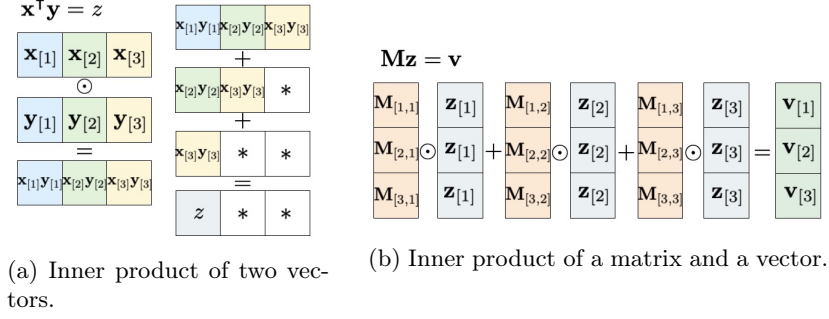 x⊤y = z
x[1] x[2] x[3]
⊙
y[1] y[2] y[3]
=
x[1]y[1] x[2]y[2] x[3]y[3]
x[1]y[1] x[2]y[2] x[3]y[3]
+
x[2]y[2] x[3]y[3] *
+
x[3]y[3] * *
=
z * *
(a) Inner product of two vec-
tors.
Mz = v
M[1,1] z[1] M[1,2] z[2] M[1,3] z[3] v[1]
M[2,1] ⊙ z[1] + M[2,2] ⊙ z[2] + M[2,3] ⊙ z[3] = v[2]
M[3,1] z[1] M[3,2] z[2] M[3,3] z[3] v[3]
(b) Inner product of a matrix and a vector.